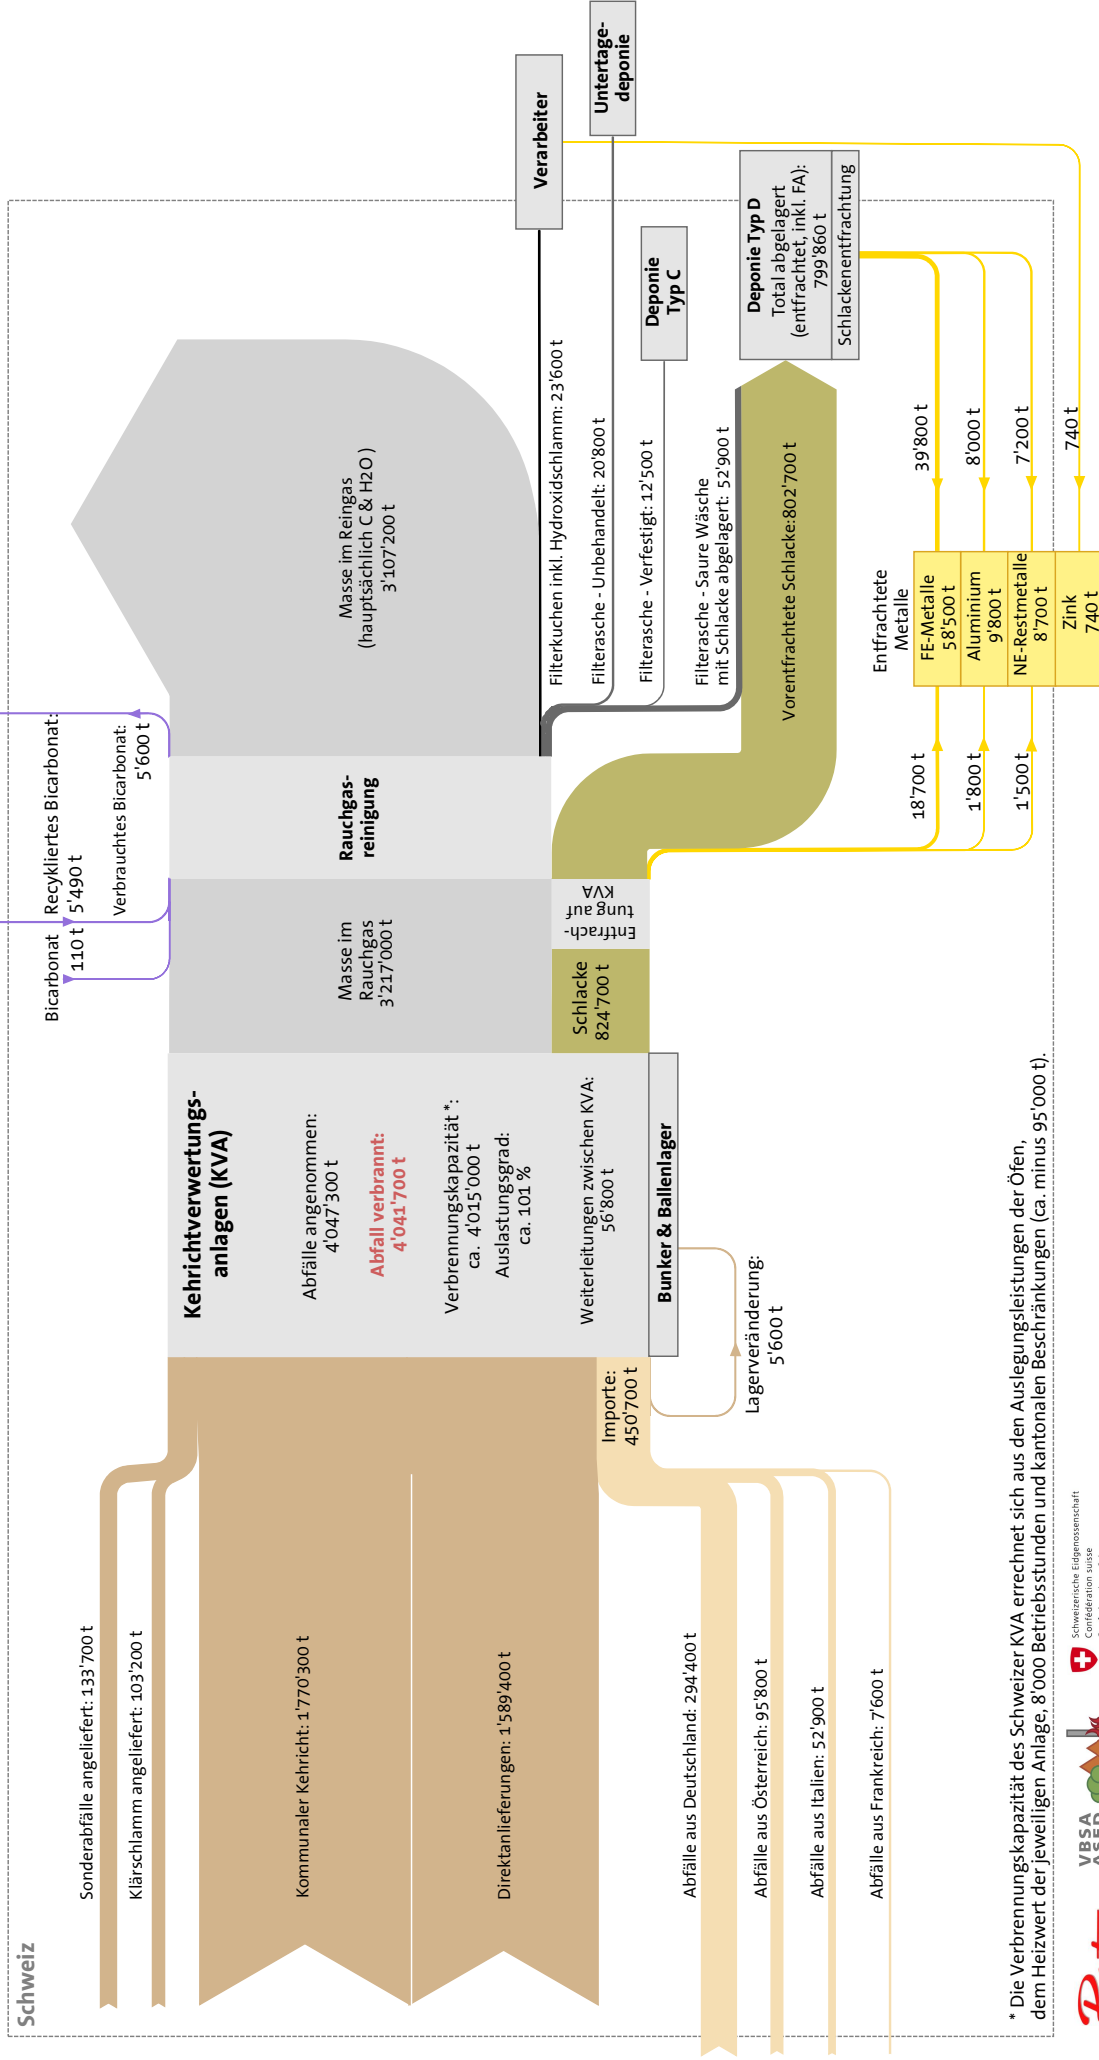 Schweiz
Sonderabfälle angeliefert: 133'700 t
Klärschlamm angeliefert: 103'200 t
Kommunaler Kehricht: 1'770'300 t
Direktanlieferungen: 1'589'400 t
Abfälle aus Deutschland: 294'400 t
Abfälle aus Österreich: 95'800 t
Abfälle aus Italien: 52'900 t
Abfälle aus Frankreich: 7'600 t
Importe:
450'700 t
Lagerveränderung:
5'600 t
Kehrichtverwertungs-
anlagen (KVA)
Abfälle angenommen:
4'047'300 t
Abfall verbrannt:
4'041'700 t
Verbrennungskapazität *:
ca. 4'015'000 t
Auslastungsgrad:
ca. 101 %
Weiterleitungen zwischen KVA:
56'800 t
Bunker & Ballenlager
Bicarbonat
110 t
Recykliertes Bicarbonat:
5'490 t
Verbrauchtes Bicarbonat:
5'600 t
Masse im
Rauchgas
3'217'000 t
Schlacke
824'700 t
Entfrach-
tung auf
KVA
Rauchgas-
reinigung
Masse im Reingas
(hauptsächlich C & H2O )
3'107'200 t
Filterkuchen inkl. Hydroxidschlamm: 23'600 t
Filterasche - Unbehandelt: 20'800 t
Filterasche - Verfestigt: 12'500 t
Filterasche - Saure Wäsche
mit Schlacke abgelagert: 52'900 t
Vorentfrachtete Schlacke:802'700 t
Verarbeiter
Untertage-
deponie
Deponie
Typ C
Deponie Typ D
Total abgelagert
(entfrachtet, inkl. FA):
799'860 t
Schlackenentfrachtung
18'700 t
1'800 t
1'500 t
Entfrachtete
Metalle
FE-Metalle
58'500 t
Aluminium
9'800 t
NE-Restmetalle
8'700 t
Zink
740 t
39'800 t
8'000 t
7'200 t
740 t
* Die Verbrennungskapazität des Schweizer KVA errechnet sich aus den Auslegungsleistungen der Öfen,
dem Heizwert der jeweiligen Anlage, 8'000 Betriebsstunden und kantonalen Beschränkungen (ca. minus 95'000 t).
VBSA
ASED
Schweizerische Eidgenossenschaft
Confédération suisse